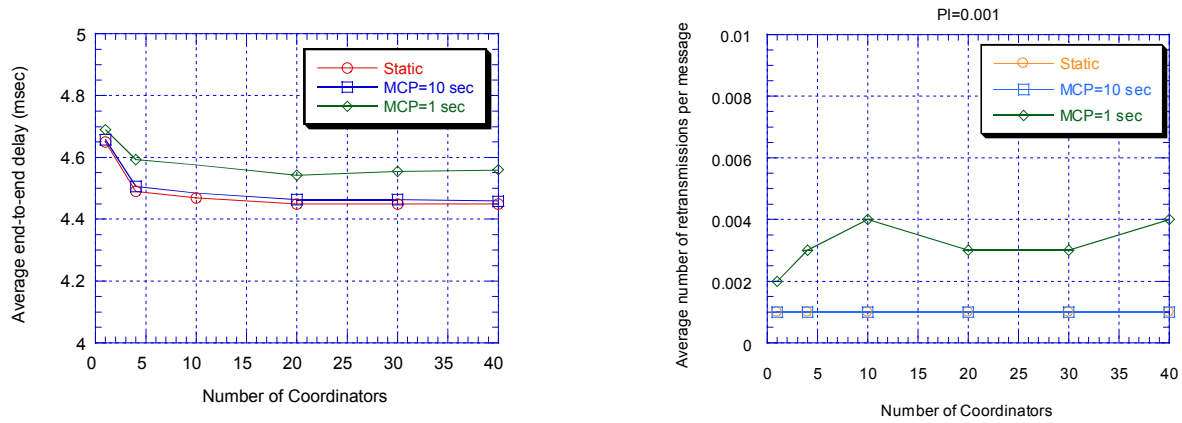 5
4.8
4.6
4.4
4.2
4
0 5 10 15 20 25 30 35 40
Average end-to-end delay (msec)
Number of Coordinators
Static
MCP=10 sec
MCP=1 sec
Pl=0.001
0.01
0.008
0.006
0.004
0.002
0
0 5 10 15 20 25 30 35 40
Average number of retransmissions per message
Number of Coordinators
Static
MCP=10 sec
MCP=1 sec